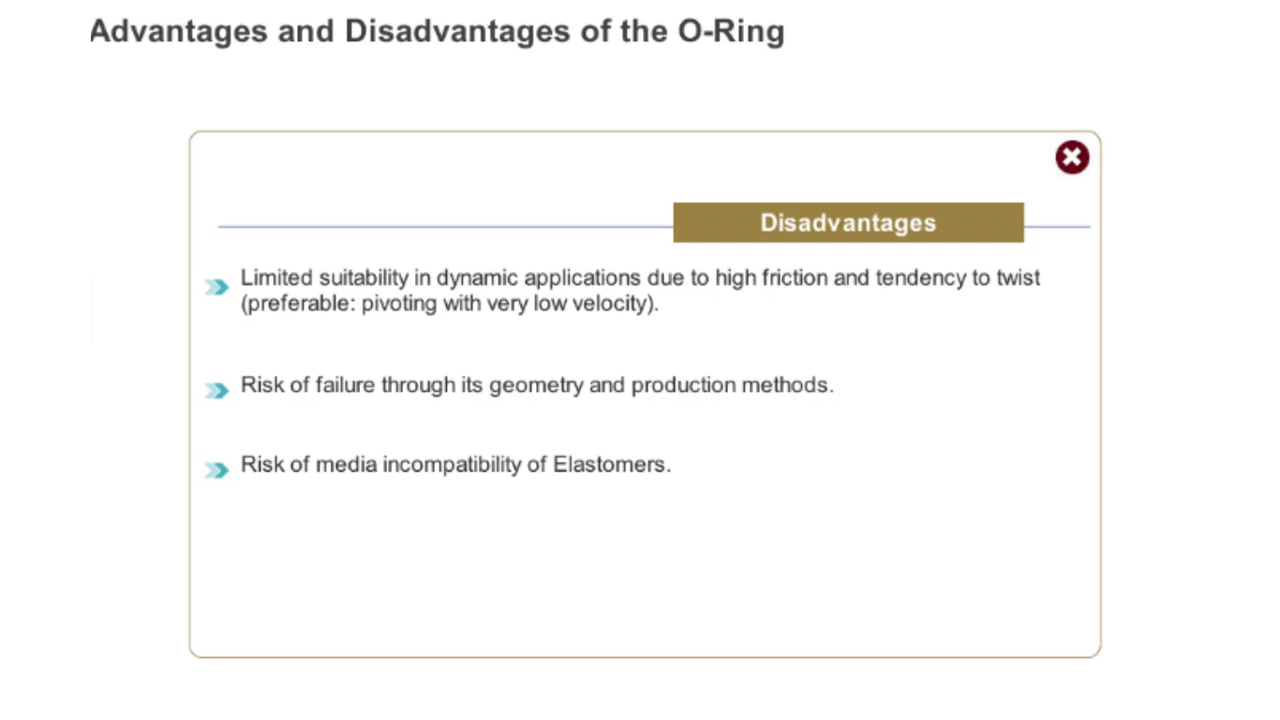 Advantages and Disadvantages of the O-Ring
Disadvantages
Limited suitability in dynamic applications due to high friction and tendency to twist
(preferable: pivoting with very low velocity).
Risk of failure through its geometry and production methods.
Risk of media incompatibility of Elastomers.